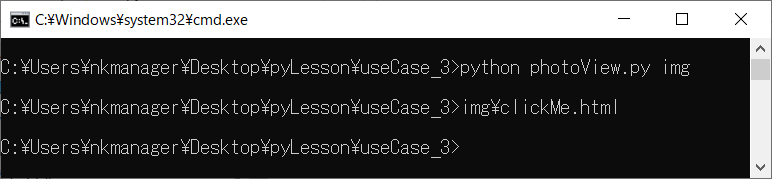 C:¥Windows¥system32¥cmd.exe
C:¥Users¥nkmanager¥Desktop¥pyLesson¥useCase_3>python photoView.py img
C:¥Users¥nkmanager¥Desktop¥pyLesson¥useCase_3>img¥clickMe.html
C:¥Users¥nkmanager¥Desktop¥pyLesson¥useCase_3>